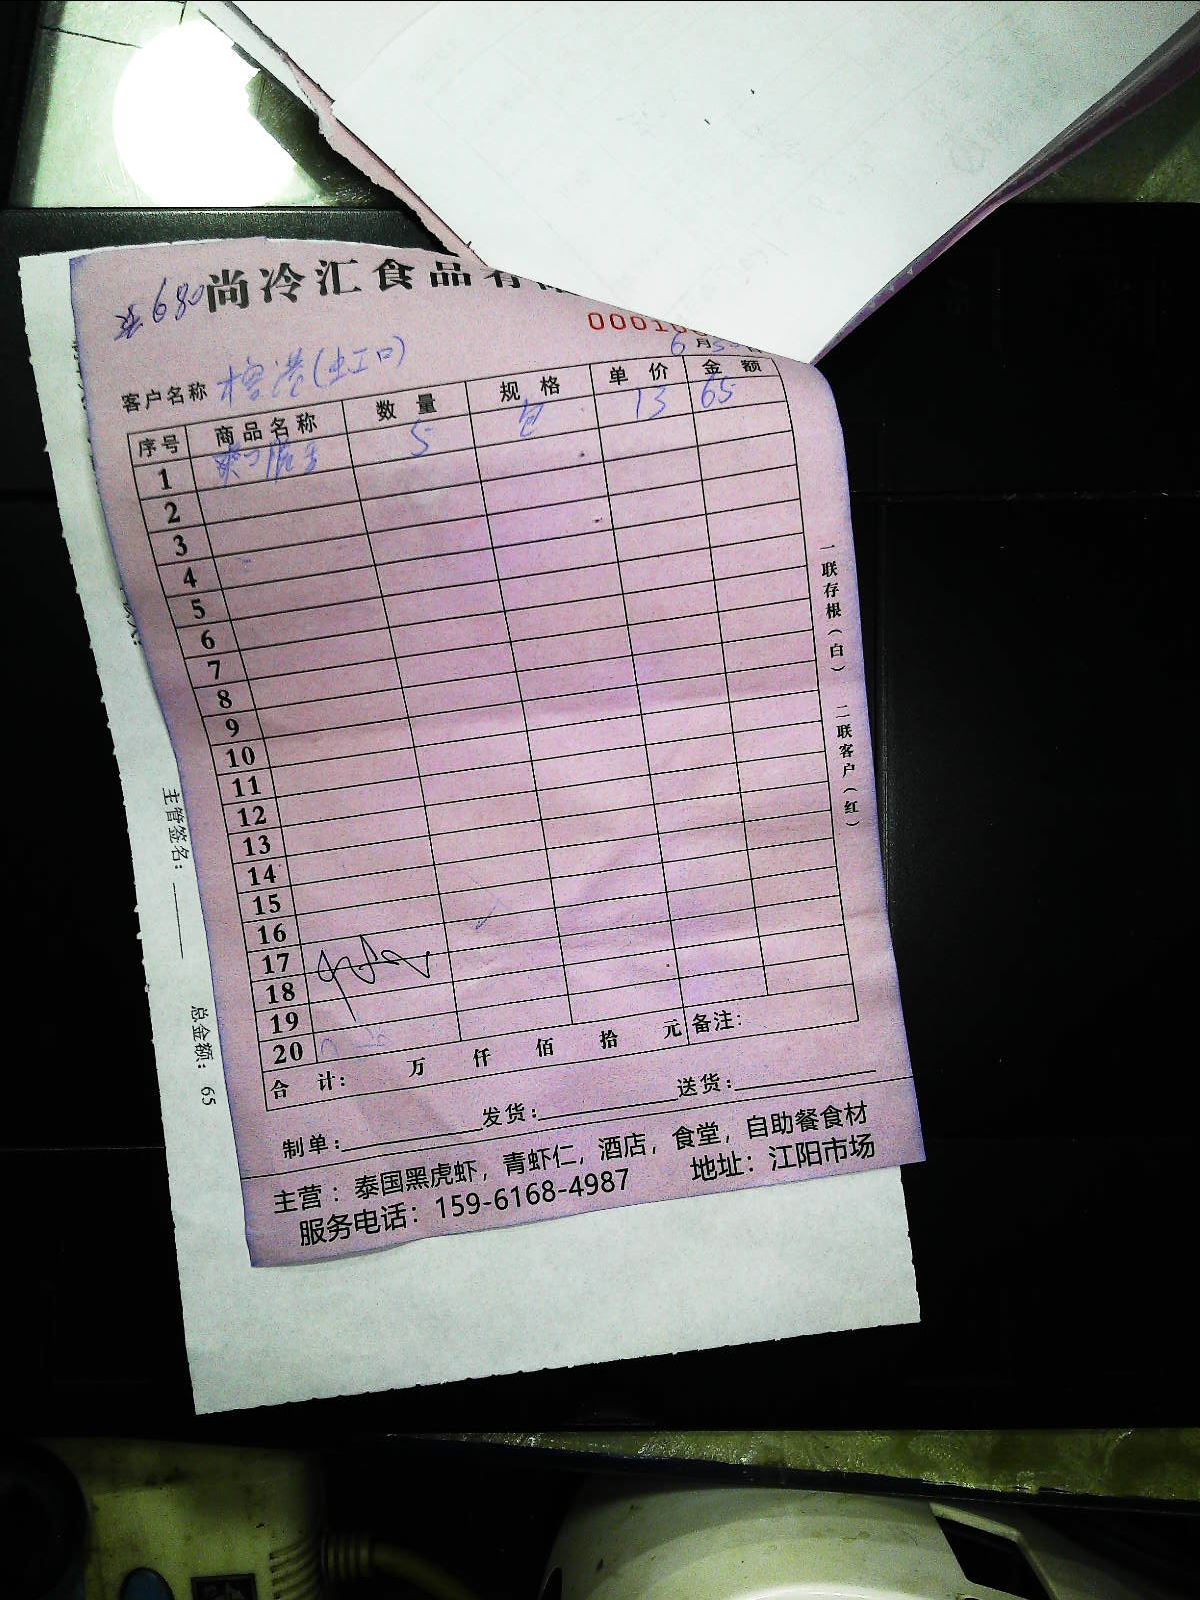 尚冷汇食品有
00010
6月
客户名称
序号 商品名称 数量 规格 单价 金额
1 5 包 13 65
2
3
4
5
6
7
8
9
10
11
12
13
14
15
16
17
18
19
20
合计: 万 仟 佰 拾 元 备注:
制单: 发货: 送货:
主营：泰国黑虎虾，青虾仁，酒店，食堂，自助餐食材
服务电话：159-6168-4987 地址：江阳市场
一联存根（白） 二联客户（红）
主管签名:
总金额: 65